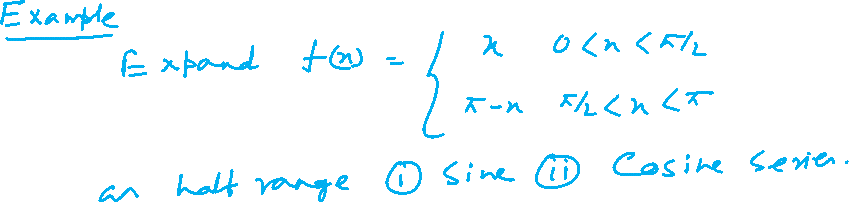 Example
Expand f(x) = { x 0 < x < π/2
π-x π/2 < x < π
as half range (i) Sine (ii) Cosine Series.